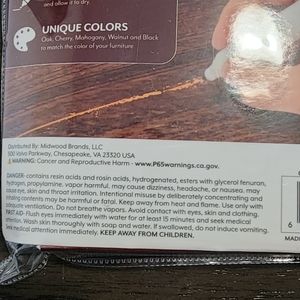 and allow it to dry.
UNIQUE COLORS
Oak, Cherry, Mahogany, Walnut and Black
to match the color of your furniture
Distributed By: Midwood Brands, LLC
500 Volvo Parkway, Chesapeake, VA 23320 USA
WARNING: Cancer and Reproductive Harm - www.P65warnings.ca.gov.
DANGER: contains resin acids and rosin acids, hydrogenated, esters with glycerol
hydrogen, propylamine. vapor harmful. may cause dizziness, headache, or nausea. may
cause eye, skin and throat irritation. Intentional misuse by deliberately concentrating and
inhaling contents can be harmful or fatal. Keep away from heat and flame. Use only in
adequate ventilation. Do not breathe vapors. Avoid contact with eyes, skin and clothing.
FIRST AID- Flush eyes immediately with water for at least 15 minutes and seek medical
attention. Wash skin thoroughly with soap and water. If swallowed, do not induce vomiting.
Seek medical attention immediately. KEEP AWAY FROM CHILDREN.
6
MADE